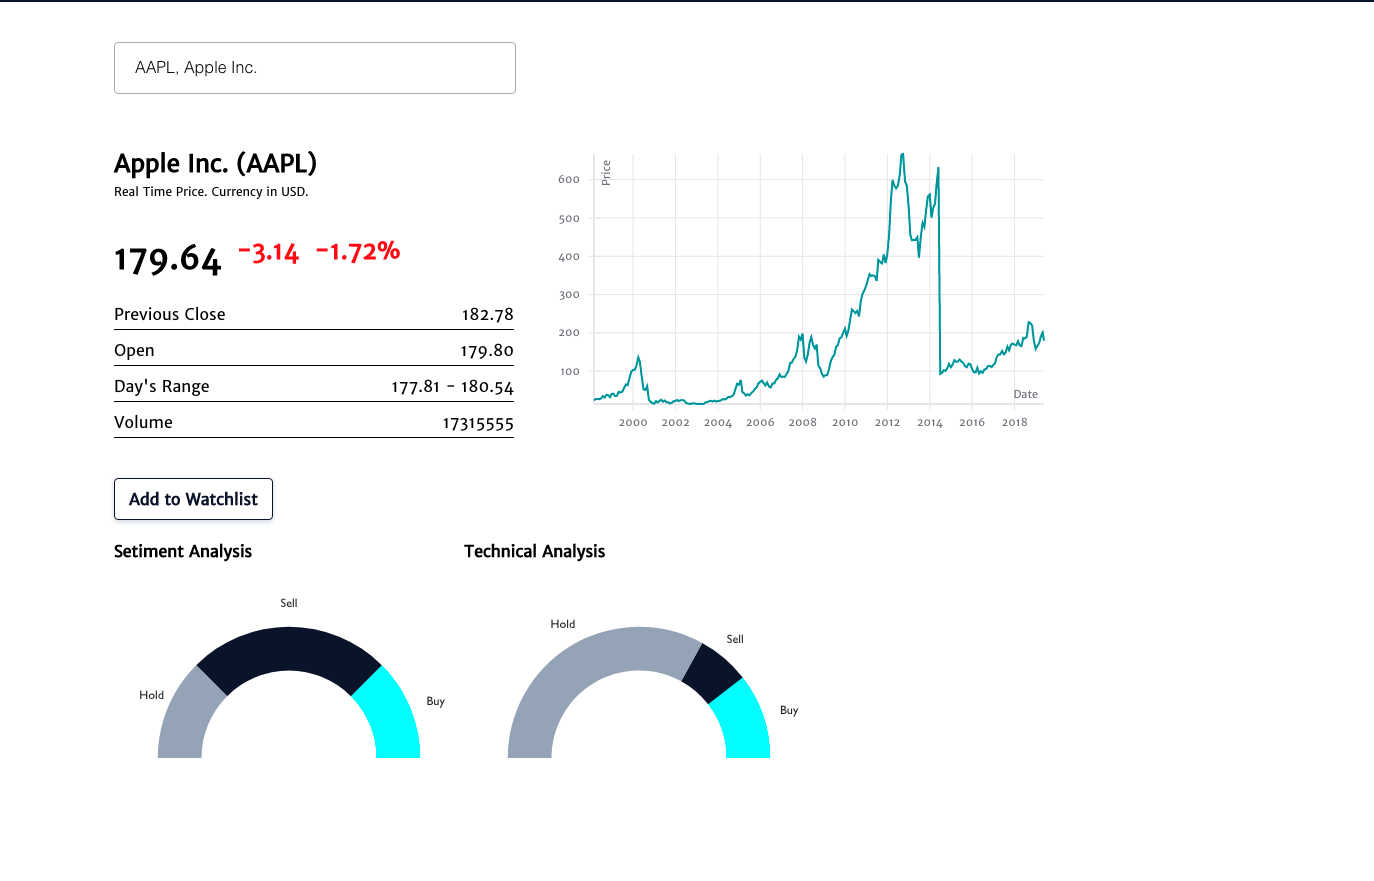 AAPL, Apple Inc.
Apple Inc. (AAPL)
Real Time Price. Currency in USD.
179.64 -3.14 -1.72%
Previous Close 182.78
Open 179.80
Day's Range 177.81 - 180.54
Volume 17315555
Price
600
500
400
300
200
100
Date
2000 2002 2004 2006 2008 2010 2012 2014 2016 2018
Add to Watchlist
Setiment Analysis
Sell
Hold
Buy
Technical Analysis
Hold
Sell
Buy